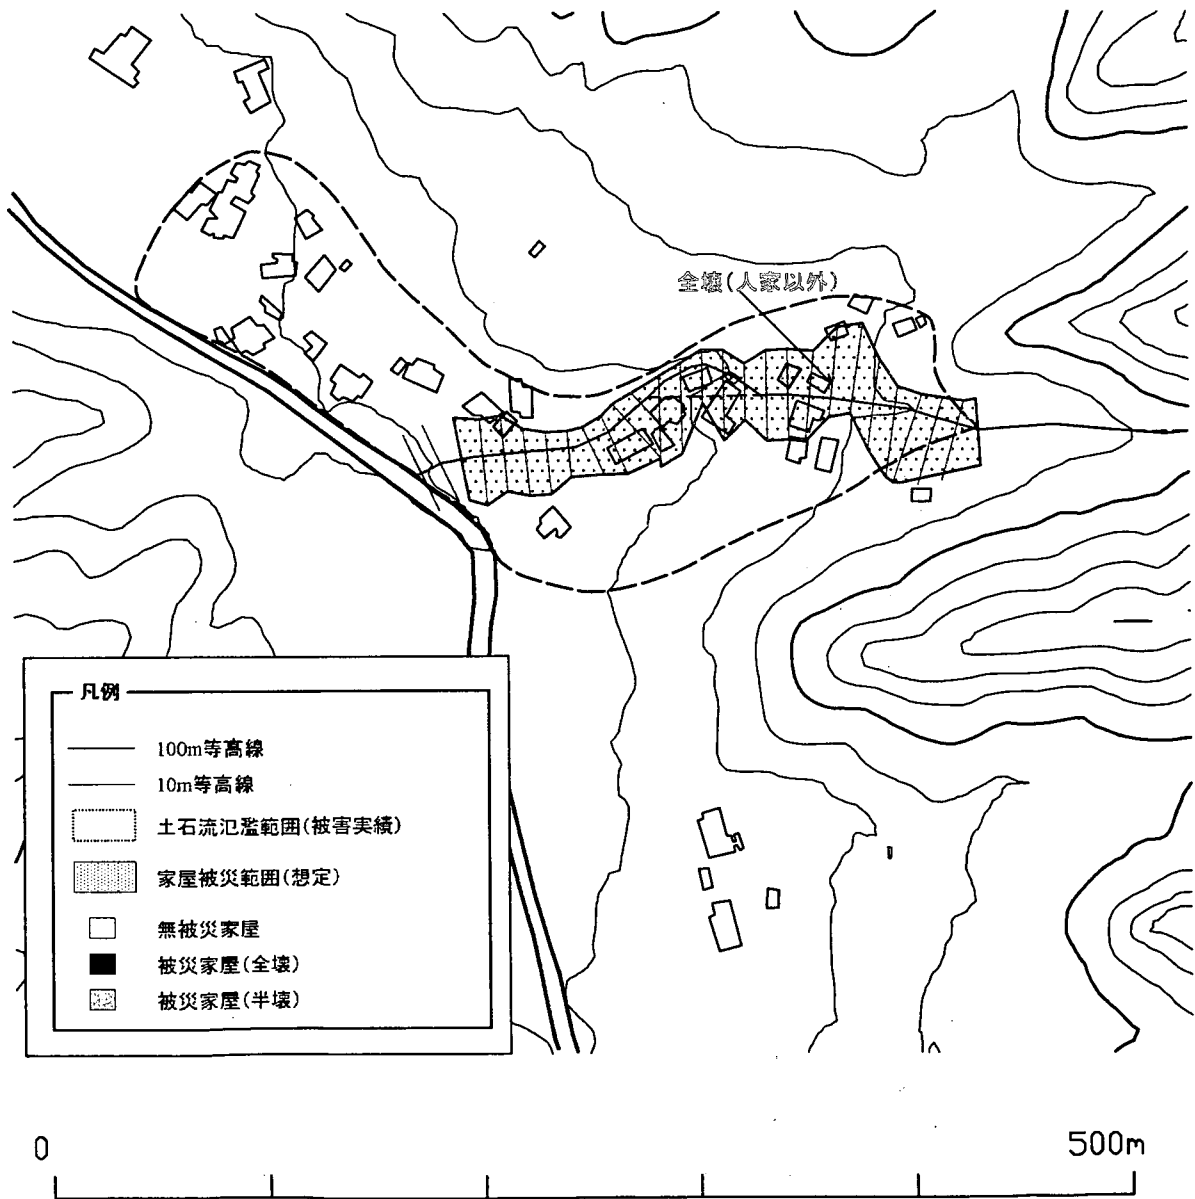 全壊(人家以外)
凡例
100m等高線
10m等高線
土石流氾濫範囲(被害実績)
家屋被災範囲(想定)
無被災家屋
被災家屋(全壊)
被災家屋(半壊)
0 500m